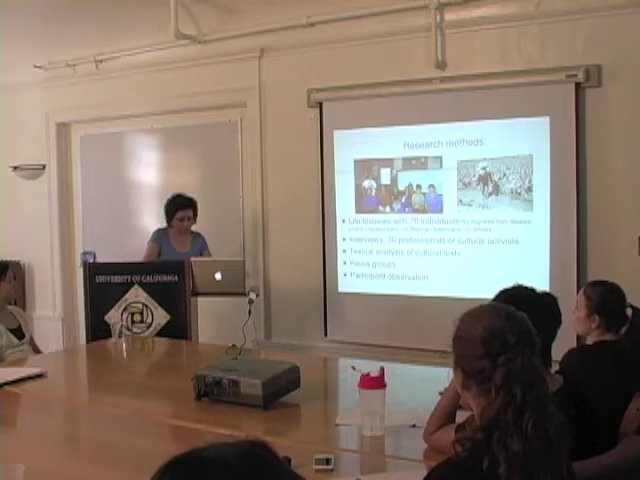 Research methods
Life histories with 76 individuals
Interviews: 30 professionals or cultural activists
Textual analysis of cultural texts
Focus groups
Participant observation
UNIVERSITY OF CALIFORNIA